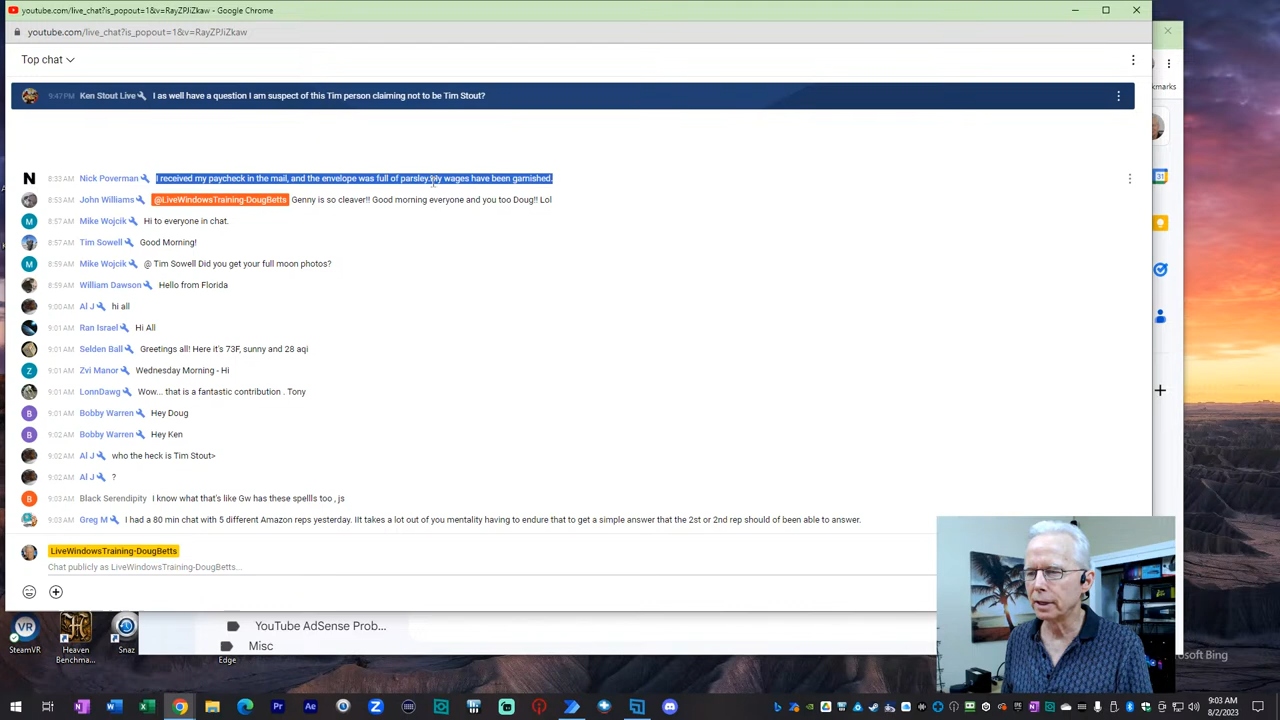 youtube.com/live_chat?is_popout=1&v=RayZPJiZkaw - Google Chrome
youtube.com/live_chat?is_popout=1&v=RayZPJiZkaw
Top chat
9:47 PM Ken Stout Live I as well have a question I am suspect of this Tim person claiming not to be Tim Stout?
N 8:33 AM Nick Poverman I received my paycheck in the mail, and the envelope was full of parsley. My wages have been garnished.
8:53 AM John Williams @LiveWindowsTraining-DougBetts Genny is so cleaver!! Good morning everyone and you too Doug!! Lol
M 8:57 AM Mike Wojcik Hi to everyone in chat.
8:57 AM Tim Sowell Good Morning!
M 8:59 AM Mike Wojcik @ Tim Sowell Did you get your full moon photos?
8:59 AM William Dawson Hello from Florida
9:00 AM Al J hi all
9:01 AM Ran Israel Hi All
9:01 AM Selden Ball Greetings all! Here it's 73F, sunny and 28 aqi
Z 9:01 AM Zvi Manor Wednesday Morning - Hi
9:01 AM LonnDawg Wow... that is a fantastic contribution . Tony
B 9:01 AM Bobby Warren Hey Doug
B 9:02 AM Bobby Warren Hey Ken
9:02 AM Al J who the heck is Tim Stout>
9:02 AM Al J ?
B 9:03 AM Black Serendipity I know what that's like Gw has these spellls too , js
9:03 AM Greg M I had a 80 min chat with 5 different Amazon reps yesterday. IIt takes a lot out of you mentality having to endure that to get a simple answer that the 2st or 2nd rep should of been able to answer.
LiveWindowsTraining-DougBetts
Chat publicly as LiveWindowsTraining-DougBetts...
kmarks
31
YouTube AdSense Prob...
Misc
VR
SteamVR
Heaven Benchma...
Snaz
Edge
osoft Bing
9:03 AM
8/2/2023